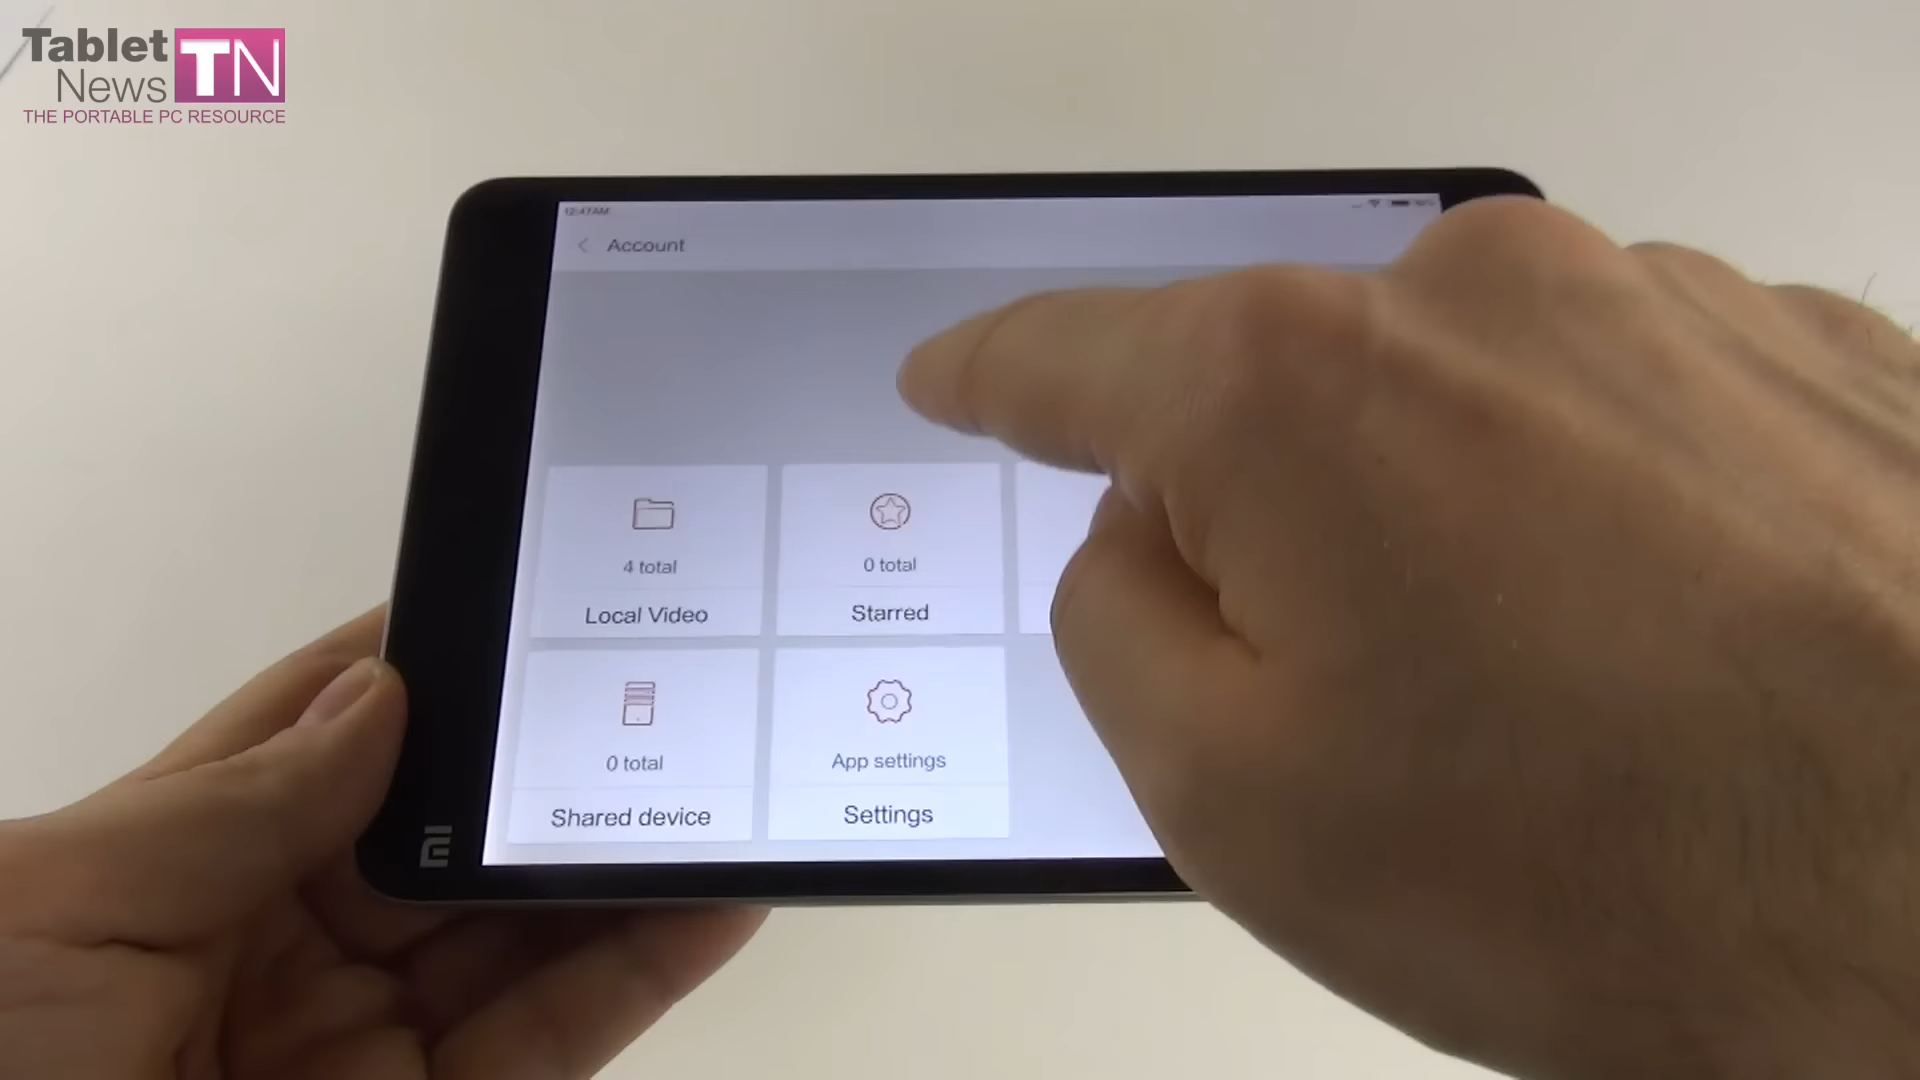 Tablet
News TN
THE PORTABLE PC RESOURCE
12:47AM
Account
4 total
0 total
Local Video
Starred
0 total
App settings
Shared device
Settings
mi